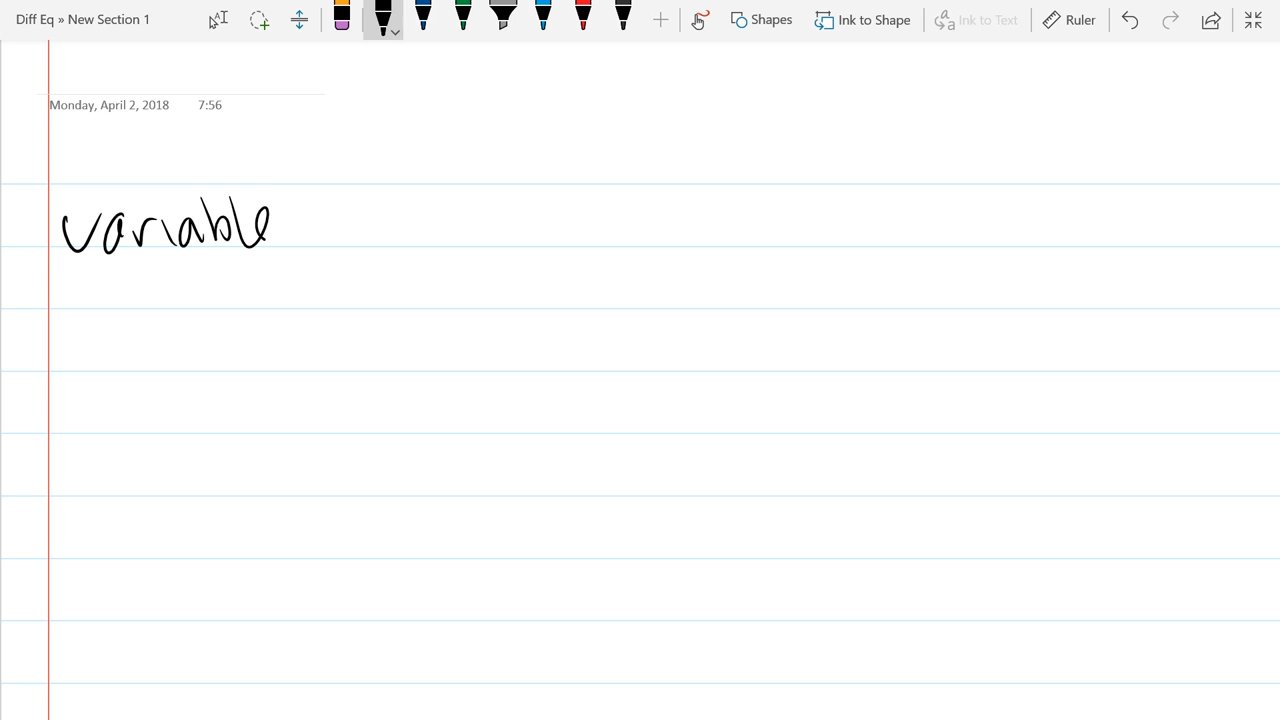 Diff Eq » New Section 1 Shapes Ink to Shape Ink to Text Ruler
Monday, April 2, 2018 7:56
variable